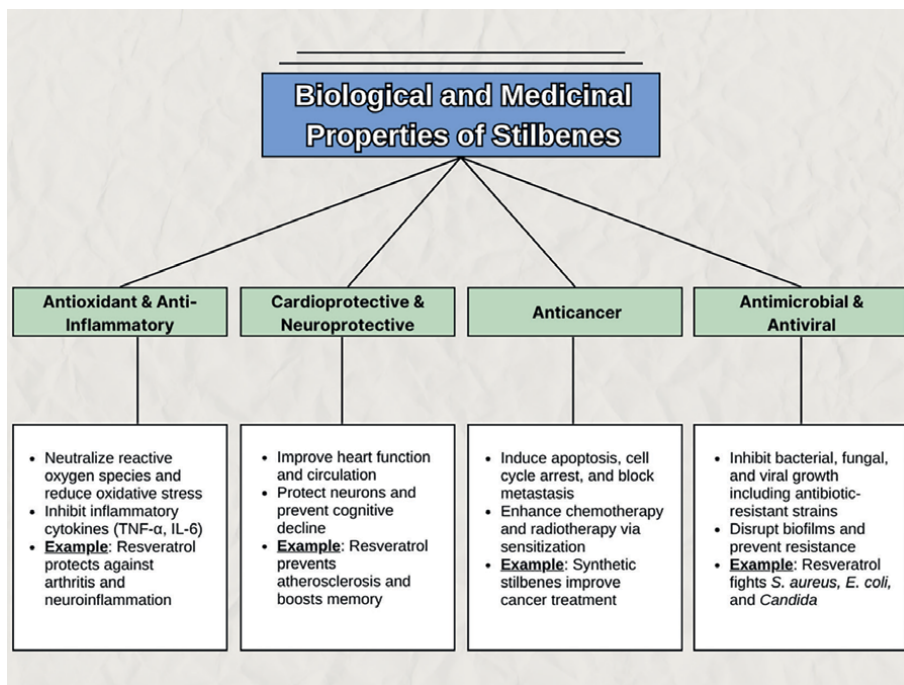 Biological and Medicinal
Properties of Stilbenes
Antioxidant & Anti-
Inflammatory
• Neutralize reactive
oxygen species and
reduce oxidative stress
• Inhibit inflammatory
cytokines (TNF-α, IL-6)
• Example: Resveratrol
protects against
arthritis and
neuroinflammation
Cardioprotective &
Neuroprotective
• Improve heart function
and circulation
• Protect neurons and
prevent cognitive
decline
• Example: Resveratrol
prevents
atherosclerosis and
boosts memory
Anticancer
• Induce apoptosis, cell
cycle arrest, and block
metastasis
• Enhance chemotherapy
and radiotherapy via
sensitization
• Example: Synthetic
stilbenes improve
cancer treatment
Antimicrobial &
Antiviral
• Inhibit bacterial, fungal,
and viral growth
including antibiotic-
resistant strains
• Disrupt biofilms and
prevent resistance
• Example: Resveratrol
fights S. aureus, E. coli,
and Candida